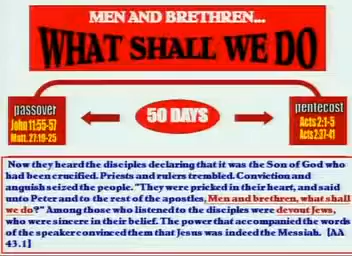 MEN AND BRETHREN...
WHAT SHALL WE DO
passover
John 11:55-57
Matt. 27:19-25
50 DAYS
pentecost
Acts 2:1-5
Acts 2:37-41
Now they heard the disciples declaring that it was the Son of God who
had been crucified. Priests and rulers trembled. Conviction and
anguish seized the people. "They were pricked in their heart, and said
unto Peter and to the rest of the apostles, Men and brethren, what shall
we do?" Among those who listened to the disciples were devout Jews,
who were sincere in their belief. The power that accompanied the words
of the speaker convinced them that Jesus was indeed the Messiah. {AA
43.1}